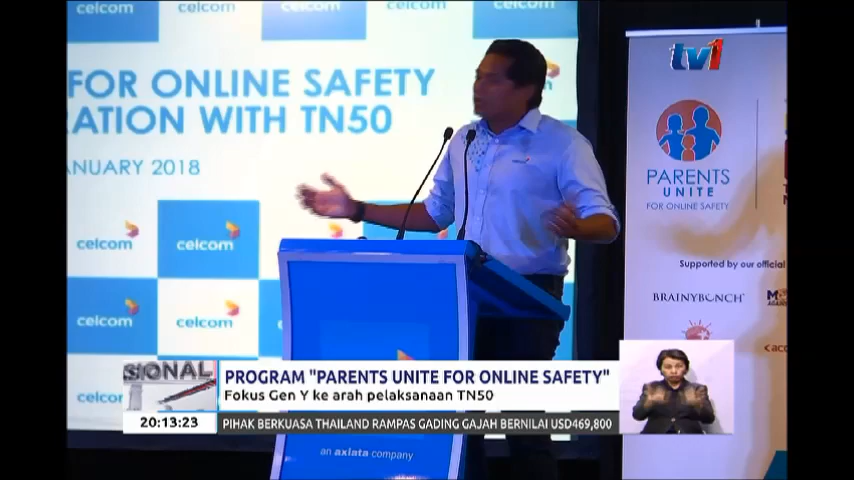 celcom
celcom
celcom
celcom
celcom
tv1
FOR ONLINE SAFETY
RATION WITH TN50
ANUARY 2018
celcom
PARENTS
UNITE
FOR ONLINE SAFETY
celcom
celcom
Supported by our official
celcom
celcom
BRAINYBUNCH
SIONAL
PROGRAM "PARENTS UNITE FOR ONLINE SAFETY"
Fokus Gen Y ke arah pelaksanaan TN50
20:13:23
PIHAK BERKUASA THAILAND RAMPAS GADING GAJAH BERNILAI USD469,800
an axiata company